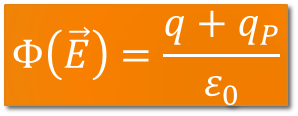 Φ(E⃗) = (q + q_P) / ε₀